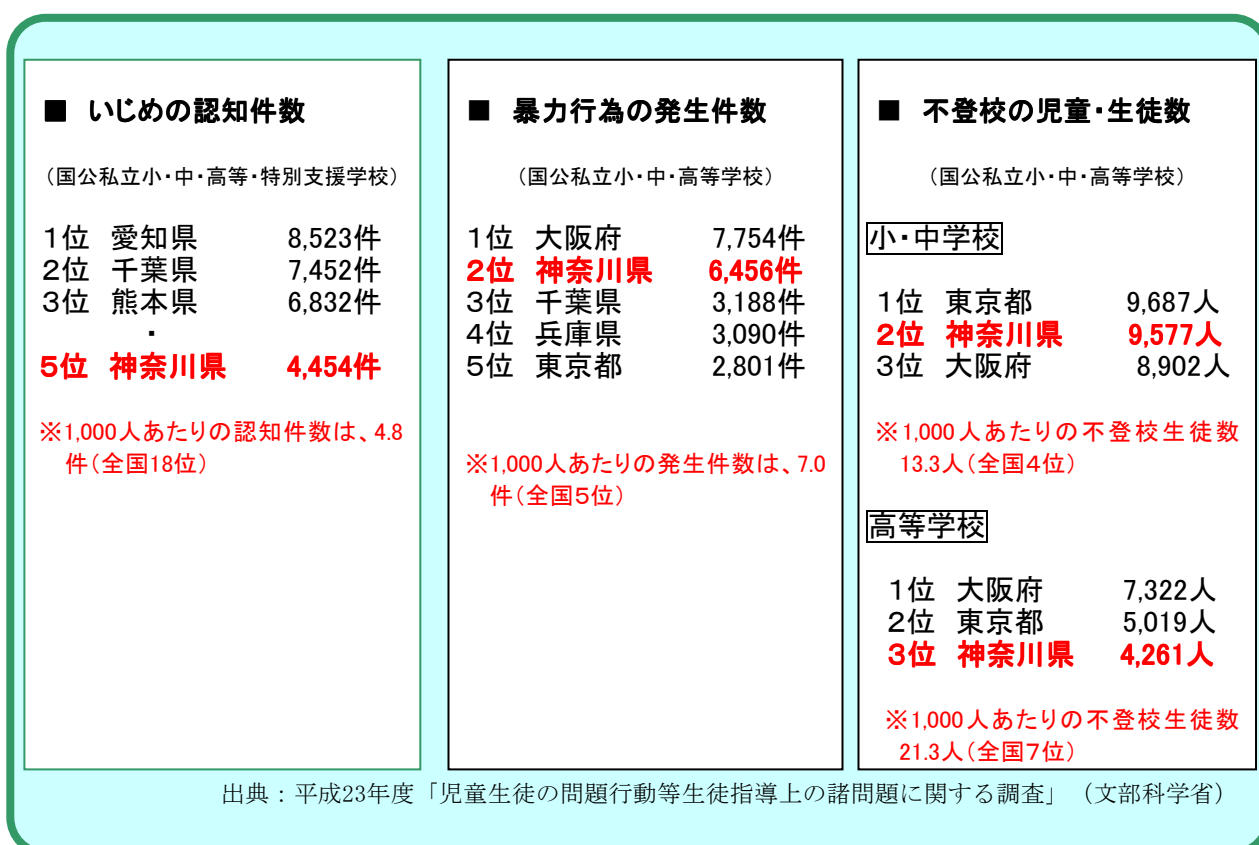 ■ いじめの認知件数
（国公私立小・中・高等・特別支援学校）
1位 愛知県 8,523件
2位 千葉県 7,452件
3位 熊本県 6,832件
・
5位 神奈川県 4,454件
※1,000人あたりの認知件数は、4.8
件（全国18位）
■ 暴力行為の発生件数
（国公私立小・中・高等学校）
1位 大阪府 7,754件
2位 神奈川県 6,456件
3位 千葉県 3,188件
4位 兵庫県 3,090件
5位 東京都 2,801件
※1,000人あたりの発生件数は、7.0
件（全国５位）
■ 不登校の児童・生徒数
（国公私立小・中・高等学校）
小・中学校
1位 東京都 9,687人
2位 神奈川県 9,577人
3位 大阪府 8,902人
※1,000人あたりの不登校生徒数
13.3人（全国４位）
高等学校
1位 大阪府 7,322人
2位 東京都 5,019人
3位 神奈川県 4,261人
※1,000人あたりの不登校生徒数
21.3人（全国７位）
出典：平成23年度「児童生徒の問題行動等生徒指導上の諸問題に関する調査」（文部科学省）